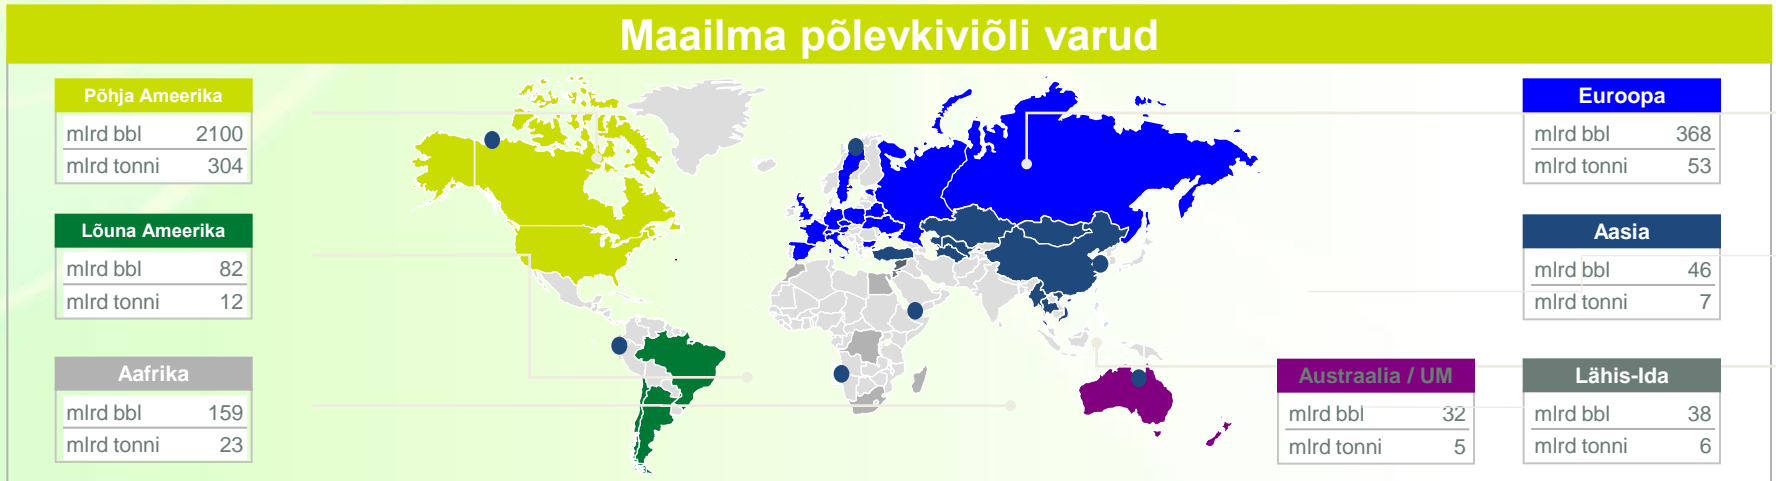 Maailma põlevkiviõli varud
Põhja Ameerika
mlrd bbl 2100
mlrd tonni 304
Lõuna Ameerika
mlrd bbl 82
mlrd tonni 12
Aafrika
mlrd bbl 159
mlrd tonni 23
Euroopa
mlrd bbl 368
mlrd tonni 53
Aasia
mlrd bbl 46
mlrd tonni 7
Austraalia / UM
mlrd bbl 32
mlrd tonni 5
Lähis-Ida
mlrd bbl 38
mlrd tonni 6